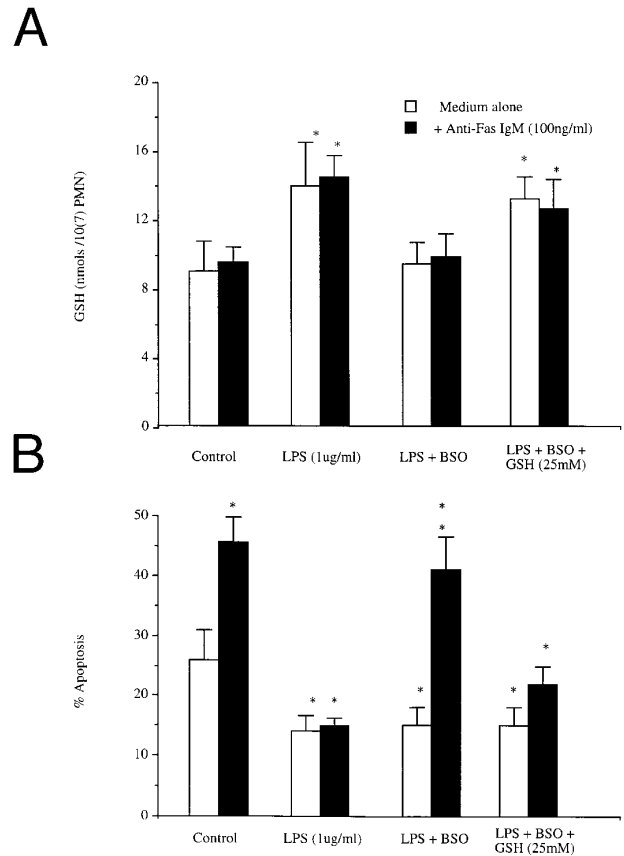 A
20
16
12
8
4
0
GSH (nmols /10(7) PMN)
Medium alone
+ Anti-Fas IgM (100ng/ml)
* * * *
Control
LPS (1ug/ml)
LPS + BSO
LPS + BSO +
GSH (25mM)
B
50
40
30
20
10
0
% Apoptosis
*
* *
*
*
*
* *
Control
LPS (1ug/ml)
LPS + BSO
LPS + BSO +
GSH (25mM)